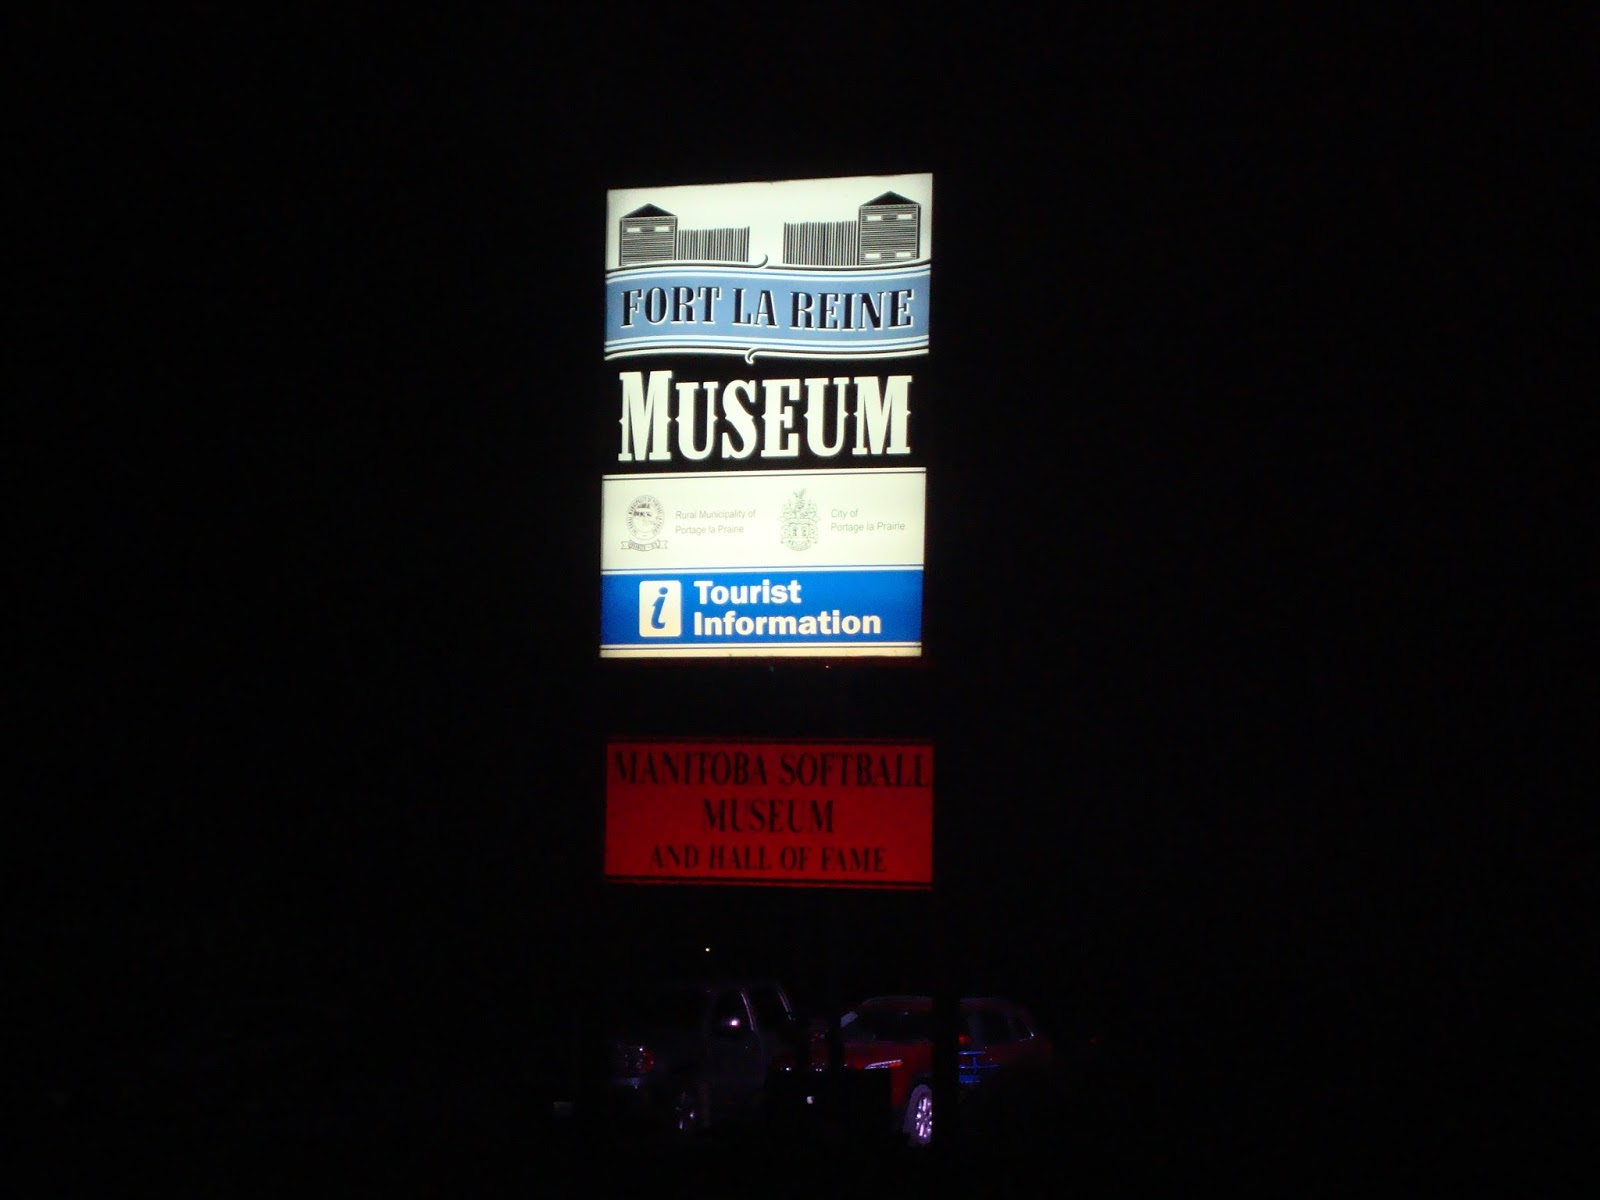 FORT LA REINE
MUSEUM
Rural Municipality of
Portage la Prairie
City of
Portage la Prairie
i
Tourist
Information
MANITOBA SOFTBALL
MUSEUM
AND HALL OF FAME